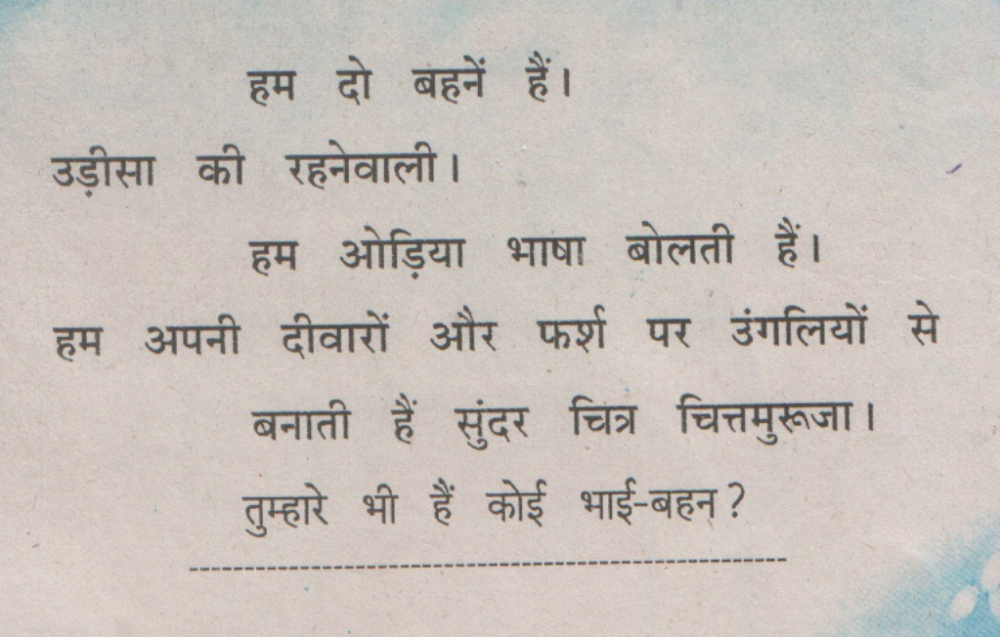 हम दो बहनें हैं।
उड़ीसा की रहनेवाली।
हम ओड़िया भाषा बोलती हैं।
हम अपनी दीवारों और फर्श पर उंगलियों से
बनाती हैं सुंदर चित्र चित्तमुरूजा।
तुम्हारे भी हैं कोई भाई-बहन?